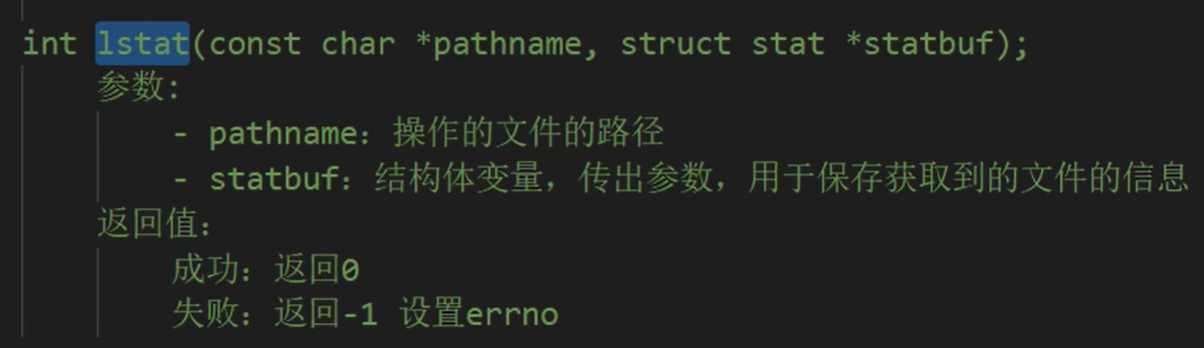 int lstat(const char *pathname, struct stat *statbuf);
参数:
- pathname：操作的文件的路径
- statbuf：结构体变量，传出参数，用于保存获取到的文件的信息
返回值：
成功：返回0
失败：返回-1 设置errno